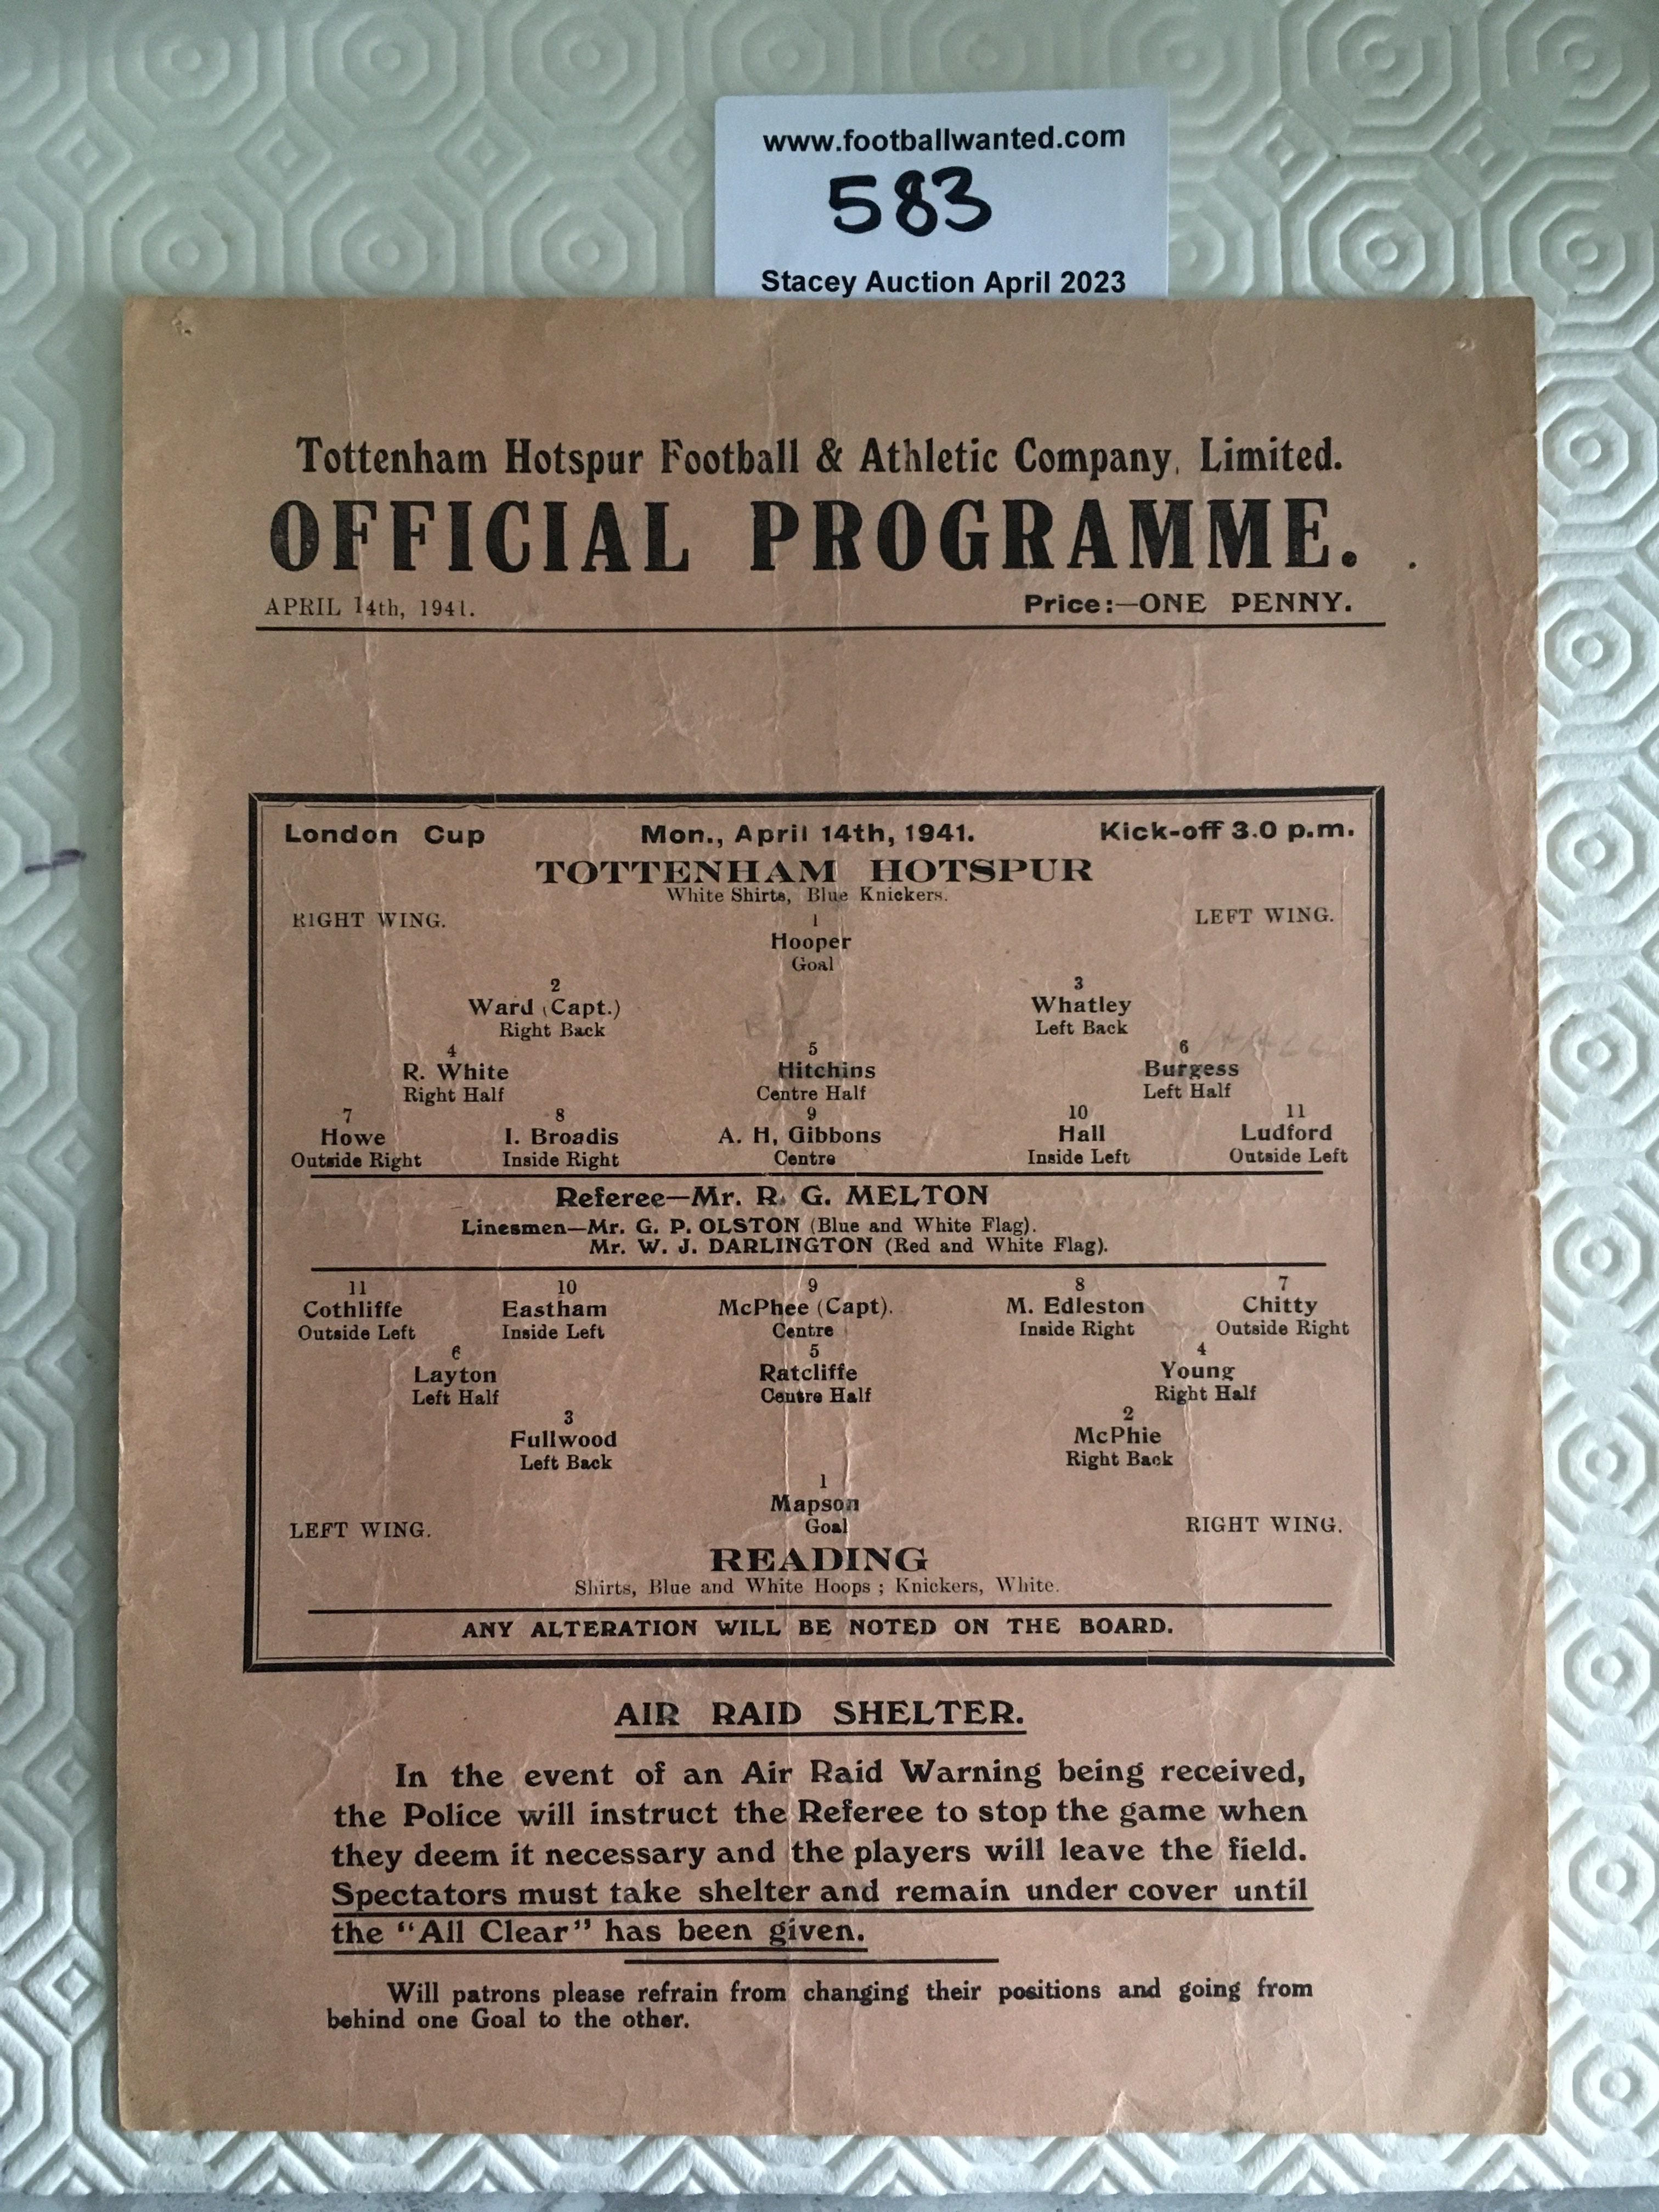 www.footballwanted.com
583
Stacey Auction April 2023
Tottenham Hotspur Football & Athletic Company, Limited.
OFFICIAL PROGRAMME.
APRIL 14th, 1941. Price:—ONE PENNY.
London Cup Mon., April 14th, 1941. Kick-off 3.0 p.m.
TOTTENHAM HOTSPUR
White Shirts, Blue Knickers.
RIGHT WING. 1 LEFT WING.
Hooper
Goal
2 3
Ward (Capt.) Whatley
Right Back Left Back
4 5 6
R. White Hitchins Burgess
Right Half Centre Half Left Half
7 8 9 10 11
Howe I. Broadis A. H, Gibbons Hall Ludford
Outside Right Inside Right Centre Inside Left Outside Left
Referee—Mr. R. G. MELTON
Linesmen—Mr. G. P. OLSTON (Blue and White Flag).
Mr. W. J. DARLINGTON (Red and White Flag).
11 10 9 8 7
Cothliffe Eastham McPhee (Capt). M. Edleston Chitty
Outside Left Inside Left Centre Inside Right Outside Right
6 5 4
Layton Ratcliffe Young
Left Half Centre Half Right Half
3 2
Fullwood McPhie
Left Back Right Back
1
Mapson
LEFT WING. Goal RIGHT WING.
READING
Shirts, Blue and White Hoops ; Knickers, White.
ANY ALTERATION WILL BE NOTED ON THE BOARD.
AIR RAID SHELTER.
In the event of an Air Raid Warning being received,
the Police will instruct the Referee to stop the game when
they deem it necessary and the players will leave the field.
Spectators must take shelter and remain under cover until
the "All Clear" has been given.
Will patrons please refrain from changing their positions and going from
behind one Goal to the other.